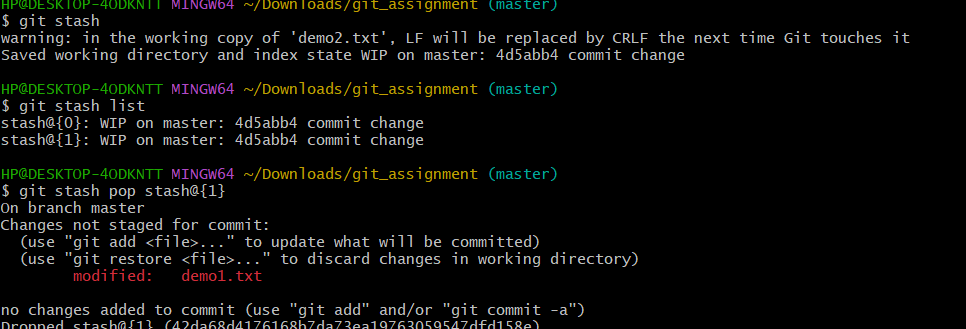 HP@DESKTOP-4ODKNTT MINGW64 ~/Downloads/git_assignment (master)
$ git stash
warning: in the working copy of 'demo2.txt', LF will be replaced by CRLF the next time Git touches it
Saved working directory and index state WIP on master: 4d5abb4 commit change
HP@DESKTOP-4ODKNTT MINGW64 ~/Downloads/git_assignment (master)
$ git stash list
stash@{0}: WIP on master: 4d5abb4 commit change
stash@{1}: WIP on master: 4d5abb4 commit change
HP@DESKTOP-4ODKNTT MINGW64 ~/Downloads/git_assignment (master)
$ git stash pop stash@{1}
On branch master
Changes not staged for commit:
(use "git add <file>..." to update what will be committed)
(use "git restore <file>..." to discard changes in working directory)
modified: demo1.txt
no changes added to commit (use "git add" and/or "git commit -a")
Dropped stash@{1} (42da68d4176168b7da73ea19763059547dfd158e)